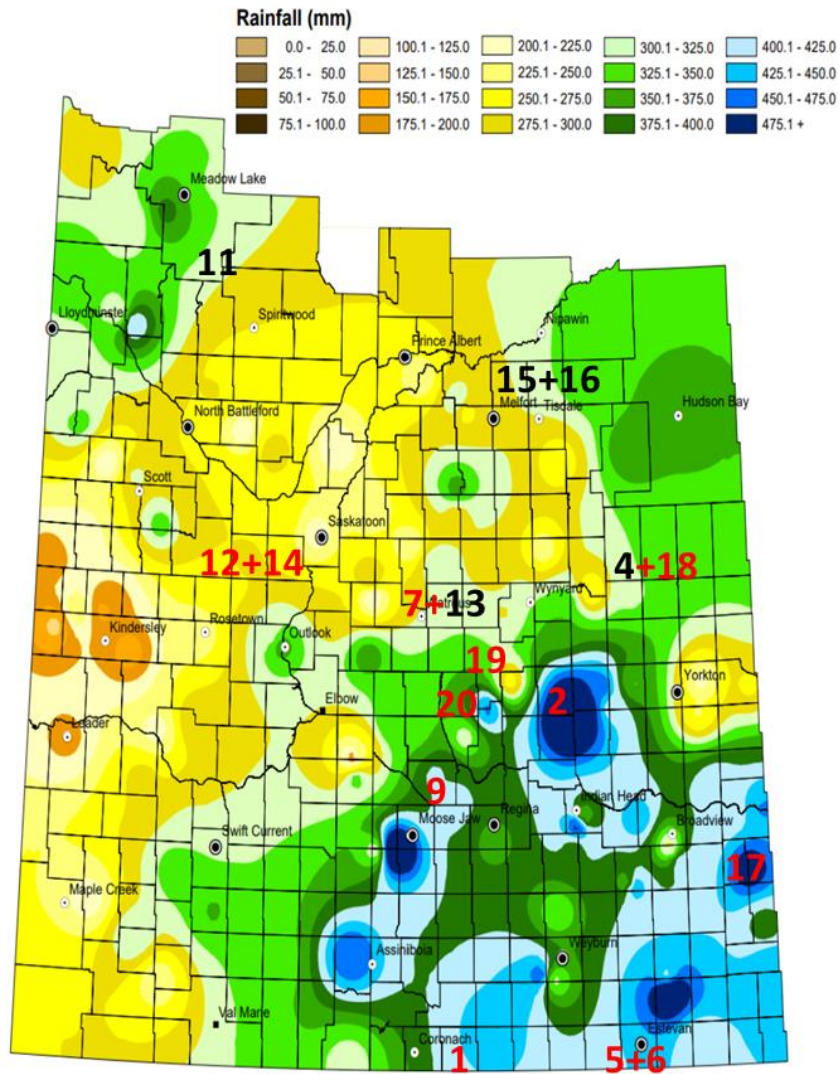 Rainfall (mm)
0.0 - 25.0 100.1 - 125.0 200.1 - 225.0 300.1 - 325.0 400.1 - 425.0
25.1 - 50.0 125.1 - 150.0 225.1 - 250.0 325.1 - 350.0 425.1 - 450.0
50.1 - 75.0 150.1 - 175.0 250.1 - 275.0 350.1 - 375.0 450.1 - 475.0
75.1 - 100.0 175.1 - 200.0 275.1 - 300.0 375.1 - 400.0 475.1 +
Meadow Lake
11
Lloydminster
Spiritwood
Nipawin
Prince Albert
15+16
Melfort
Tisdale
Hudson Bay
North Battleford
Scott
Saskatoon
12+14
4+18
7+13
Wynyard
Kindersley
Rosetown
Outlook
19
Elbow
20
2
Yorkton
Leader
9
Moose Jaw
Regina
Indian Head
Broadview
Swift Current
17
Maple Creek
Assiniboia
Weyburn
Val Marie
Coronach
1
Estevan
5+6